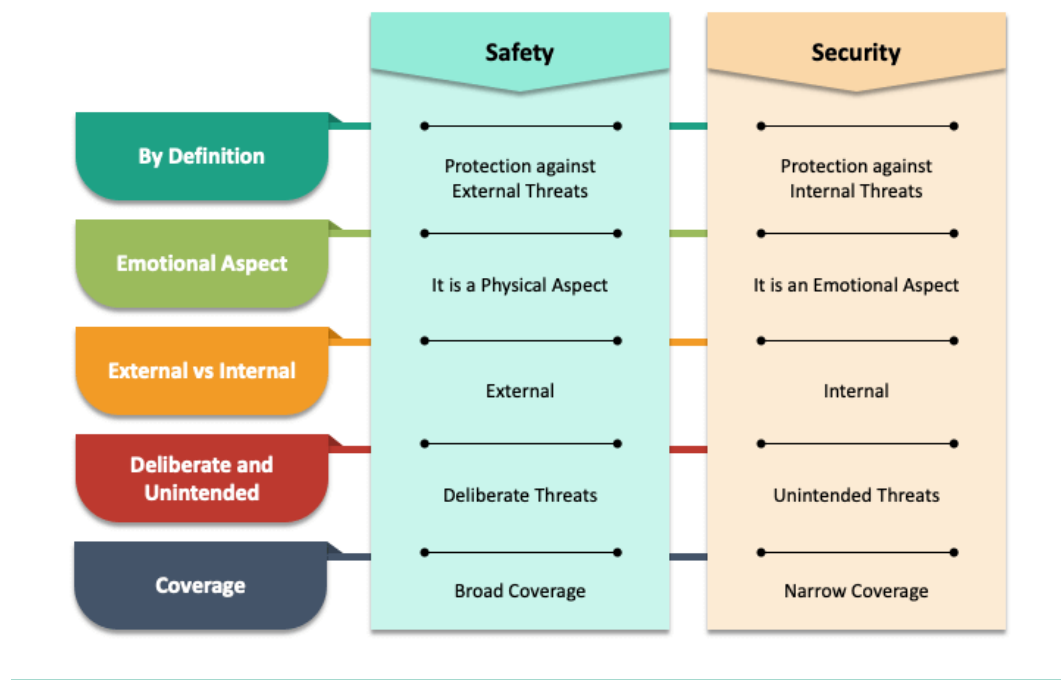 Safety
Security
By Definition
Protection against
External Threats
Protection against
Internal Threats
Emotional Aspect
It is a Physical Aspect
It is an Emotional Aspect
External vs Internal
External
Internal
Deliberate and
Unintended
Deliberate Threats
Unintended Threats
Coverage
Broad Coverage
Narrow Coverage